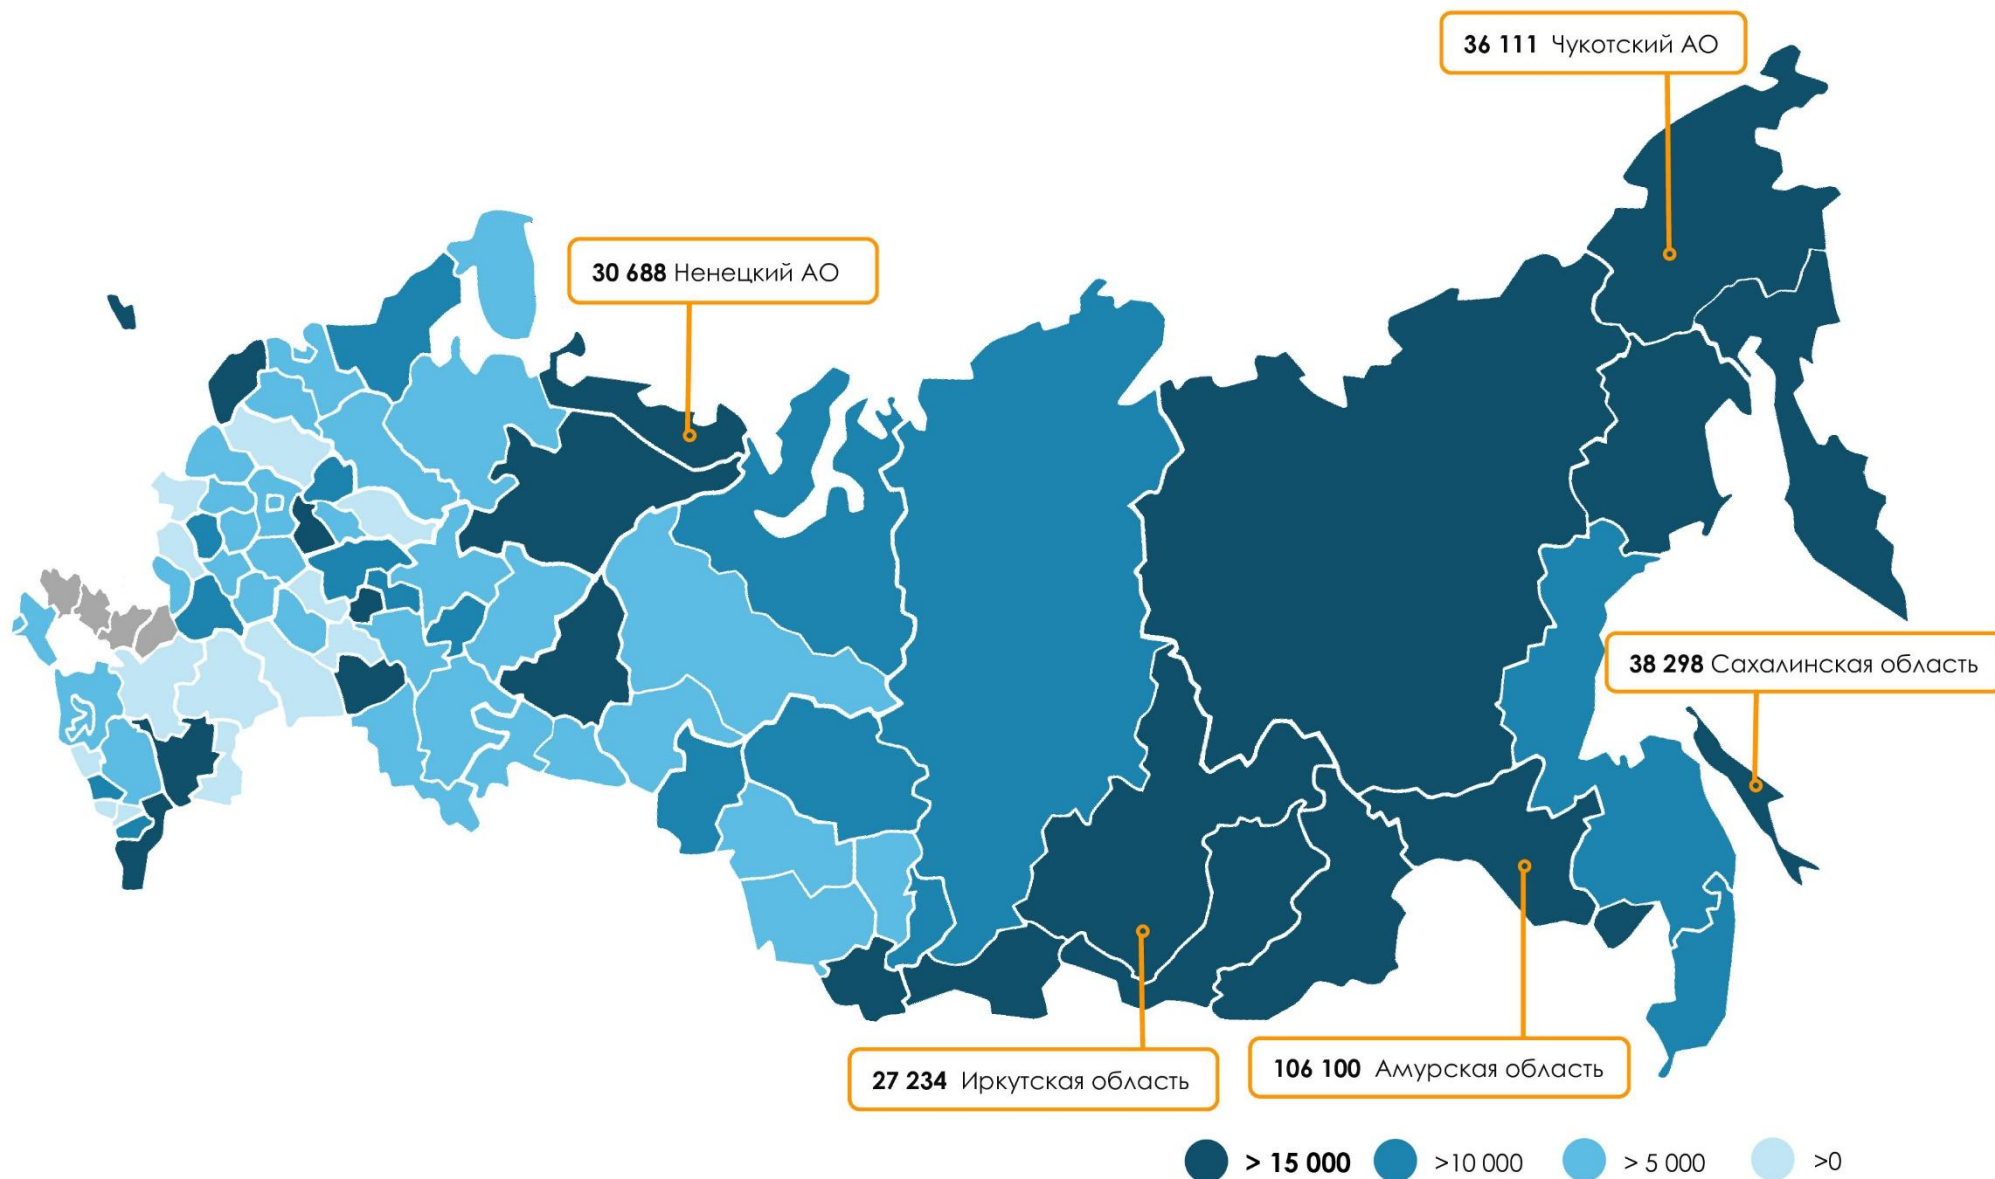 36 111 Чукотский АО
30 688 Ненецкий АО
38 298 Сахалинская область
27 234 Иркутская область
106 100 Амурская область
> 15 000
>10 000
> 5 000
>0